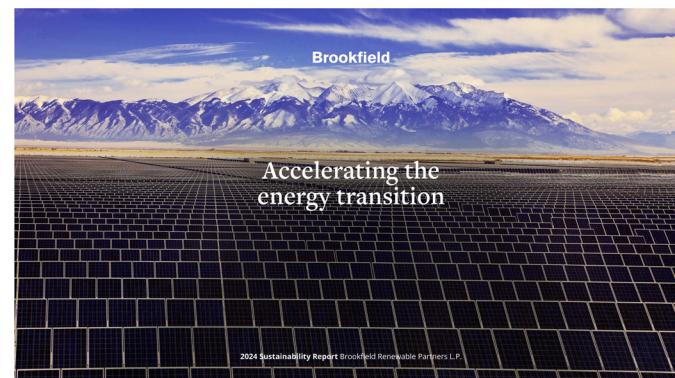 Brookfield
Accelerating the
energy transition
2024 Sustainability Report Brookfield Renewable Partners L.P.